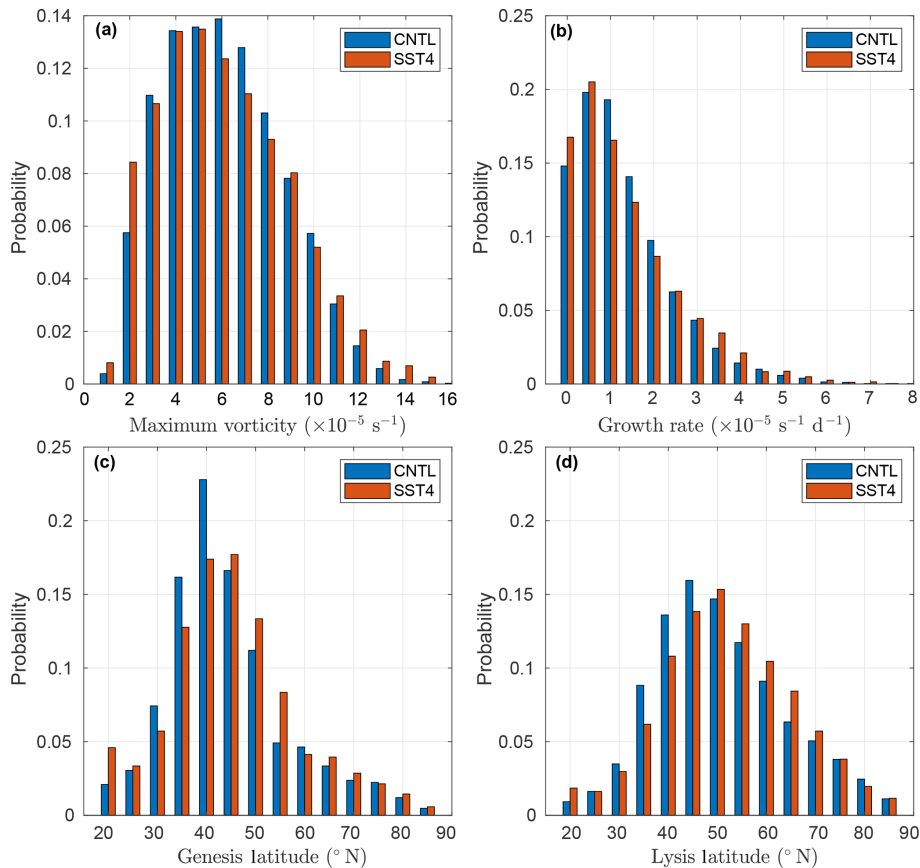 (a)
CNTL
SST4
0.14
0.12
0.1
0.08
0.06
0.04
0.02
0
Probability
0 2 4 6 8 10 12 14 16
Maximum vorticity (×10⁻⁵ s⁻¹)
(b)
CNTL
SST4
0.25
0.2
0.15
0.1
0.05
0
Probability
0 1 2 3 4 5 6 7 8
Growth rate (×10⁻⁵ s⁻¹ d⁻¹)
(c)
CNTL
SST4
0.25
0.2
0.15
0.1
0.05
0
Probability
20 30 40 50 60 70 80 90
Genesis latitude (° N)
(d)
CNTL
SST4
0.25
0.2
0.15
0.1
0.05
0
Probability
20 30 40 50 60 70 80 90
Lysis latitude (° N)